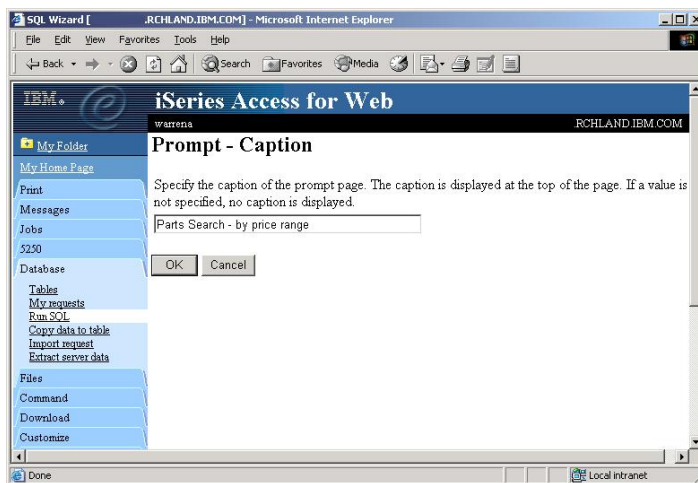 SQL Wizard [ .RCHLAND.IBM.COM] - Microsoft Internet Explorer
File Edit View Favorites Tools Help
Back Search Favorites Media
IBM. iSeries Access for Web
warrena RCHLAND.IBM.COM
My Folder
My Home Page
Print
Messages
Jobs
5250
Database
Tables
My requests
Run SQL
Copy data to table
Import request
Extract server data
Files
Command
Download
Customize
Prompt - Caption
Specify the caption of the prompt page. The caption is displayed at the top of the page. If a value is
not specified, no caption is displayed.
Parts Search - by price range
OK Cancel
Done Local intranet